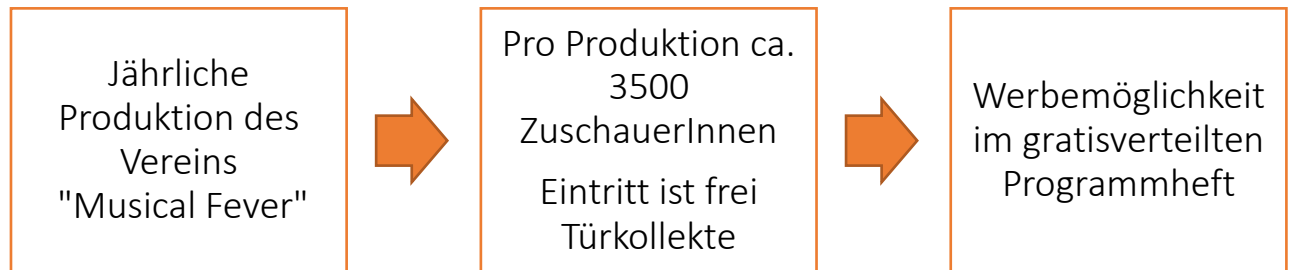 Jährliche
Produktion des
Vereins
"Musical Fever"
Pro Produktion ca.
3500
ZuschauerInnen
Eintritt ist frei
Türkollekte
Werbemöglichkeit
im gratisverteilten
Programmheft